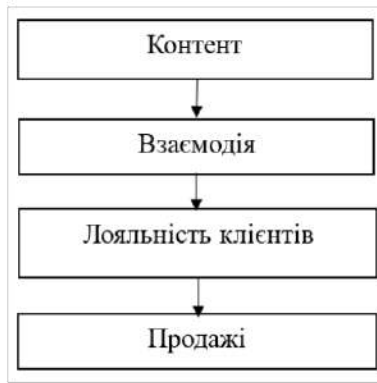 Контент
Взаємодія
Лояльність клієнтів
Продажі